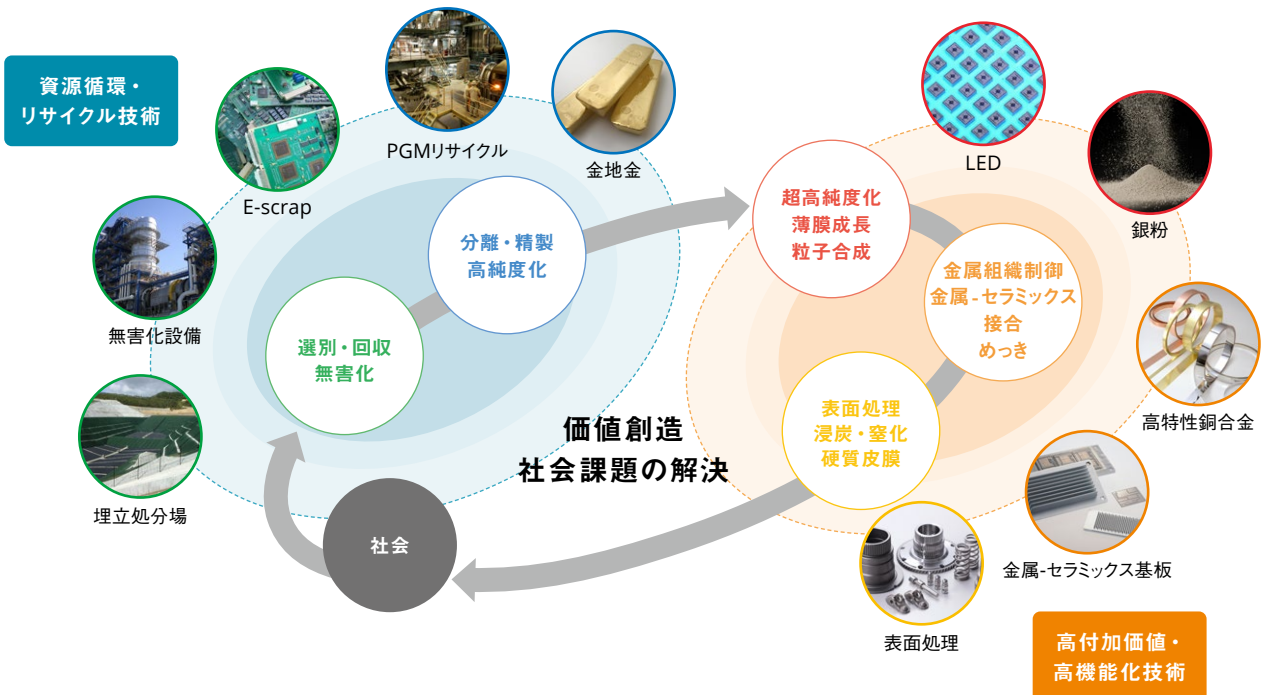 資源循環・
リサイクル技術
PGMリサイクル
金地金
E-scrap
無害化設備
埋立処分場
分離・精製
高純度化
選別・回収
無害化
社会
価値創造
社会課題の解決
超高純度化
薄膜成長
粒子合成
金属組織制御
金属-セラミックス
接合
めっき
表面処理
浸炭・窒化
硬質皮膜
LED
銀粉
高特性銅合金
金属-セラミックス基板
表面処理
高付加価値・
高機能化技術